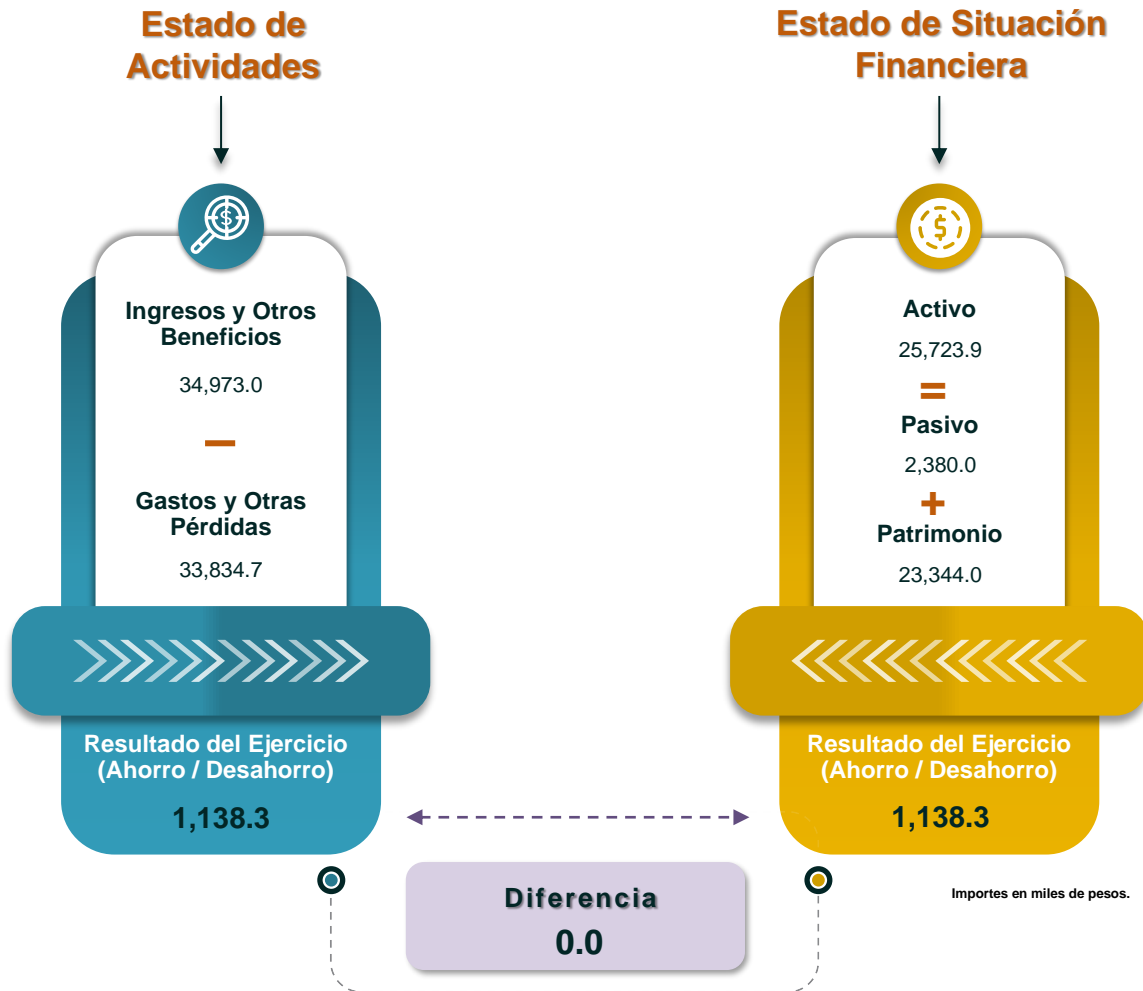 Estado de
Actividades
Ingresos y Otros
Beneficios
34,973.0
–
Gastos y Otras
Pérdidas
33,834.7
Resultado del Ejercicio
(Ahorro / Desahorro)
1,138.3
Estado de Situación
Financiera
Activo
25,723.9
=
Pasivo
2,380.0
+
Patrimonio
23,344.0
Resultado del Ejercicio
(Ahorro / Desahorro)
1,138.3
Diferencia
0.0
Importes en miles de pesos.